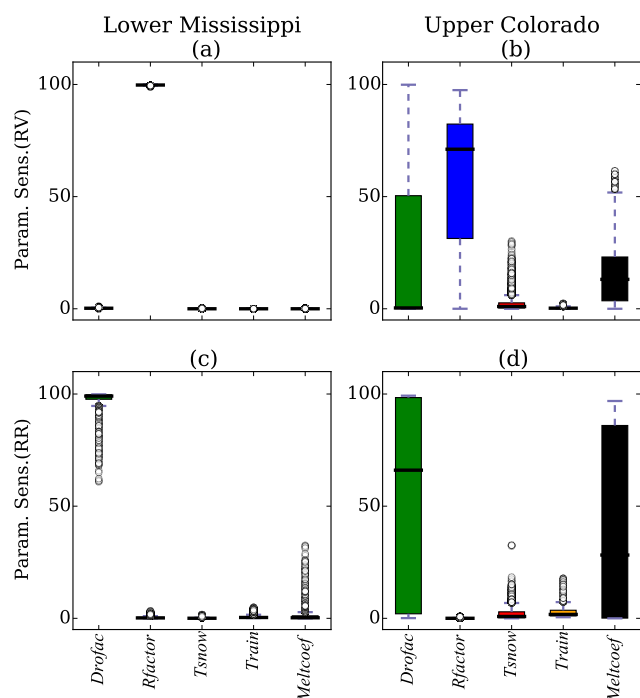 Lower Mississippi
Upper Colorado
(a)
(b)
100
50
0
Param. Sens.(RV)
100
50
0
(c)
(d)
100
50
0
Param. Sens.(RR)
100
50
0
Drofac
Rfactor
Tsnow
Train
Meltcoef
Drofac
Rfactor
Tsnow
Train
Meltcoef